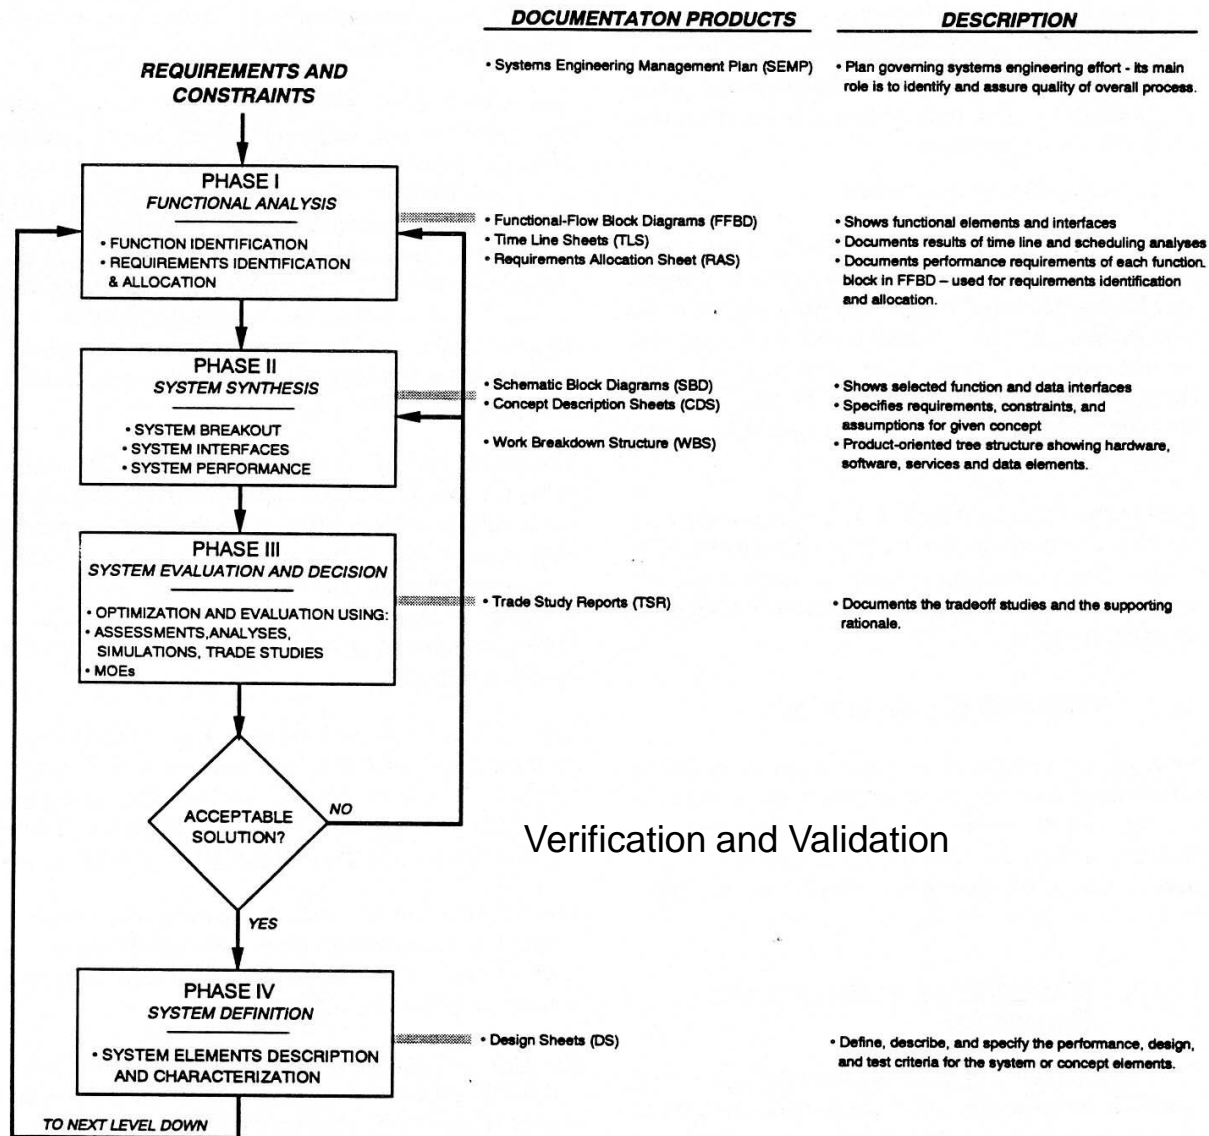 DOCUMENTATON PRODUCTS
DESCRIPTION
REQUIREMENTS AND
CONSTRAINTS
• Systems Engineering Management Plan (SEMP)
• Plan governing systems engineering effort - its main
role is to identify and assure quality of overall process.
PHASE I
FUNCTIONAL ANALYSIS
• FUNCTION IDENTIFICATION
• REQUIREMENTS IDENTIFICATION
& ALLOCATION
• Functional-Flow Block Diagrams (FFBD)
• Time Line Sheets (TLS)
• Requirements Allocation Sheet (RAS)
• Shows functional elements and interfaces
• Documents results of time line and scheduling analyses
• Documents performance requirements of each function
block in FFBD – used for requirements identification
and allocation.
PHASE II
SYSTEM SYNTHESIS
• SYSTEM BREAKOUT
• SYSTEM INTERFACES
• SYSTEM PERFORMANCE
• Schematic Block Diagrams (SBD)
• Concept Description Sheets (CDS)
• Work Breakdown Structure (WBS)
• Shows selected function and data interfaces
• Specifies requirements, constraints, and
assumptions for given concept
• Product-oriented tree structure showing hardware,
software, services and data elements.
PHASE III
SYSTEM EVALUATION AND DECISION
• OPTIMIZATION AND EVALUATION USING:
• ASSESSMENTS,ANALYSES,
SIMULATIONS, TRADE STUDIES
• MOEs
• Trade Study Reports (TSR)
• Documents the tradeoff studies and the supporting
rationale.
ACCEPTABLE
SOLUTION?
NO
YES
Verification and Validation
PHASE IV
SYSTEM DEFINITION
• SYSTEM ELEMENTS DESCRIPTION
AND CHARACTERIZATION
• Design Sheets (DS)
• Define, describe, and specify the performance, design,
and test criteria for the system or concept elements.
TO NEXT LEVEL DOWN